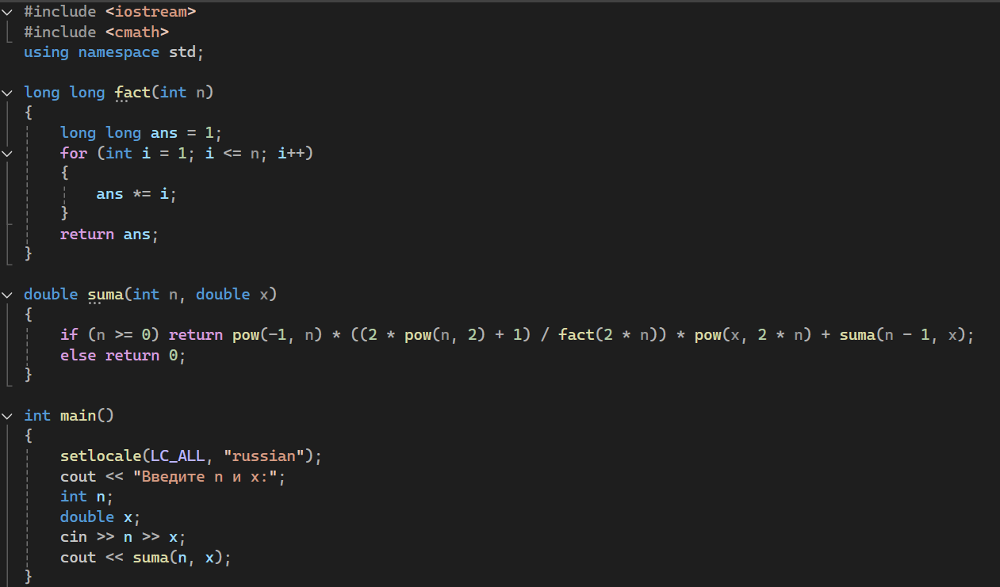 #include <iostream>
#include <cmath>
using namespace std;
long long fact(int n)
{
long long ans = 1;
for (int i = 1; i <= n; i++)
{
ans *= i;
}
return ans;
}
double suma(int n, double x)
{
if (n >= 0) return pow(-1, n) * ((2 * pow(n, 2) + 1) / fact(2 * n)) * pow(x, 2 * n) + suma(n - 1, x);
else return 0;
}
int main()
{
setlocale(LC_ALL, "russian");
cout << "Введите n и x:";
int n;
double x;
cin >> n >> x;
cout << suma(n, x);
}